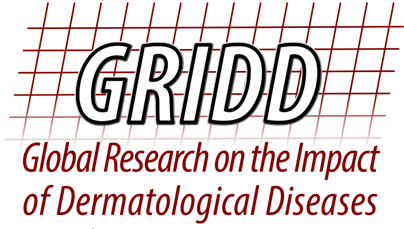 GRIDD
Global Research on the Impact
of Dermatological Diseases